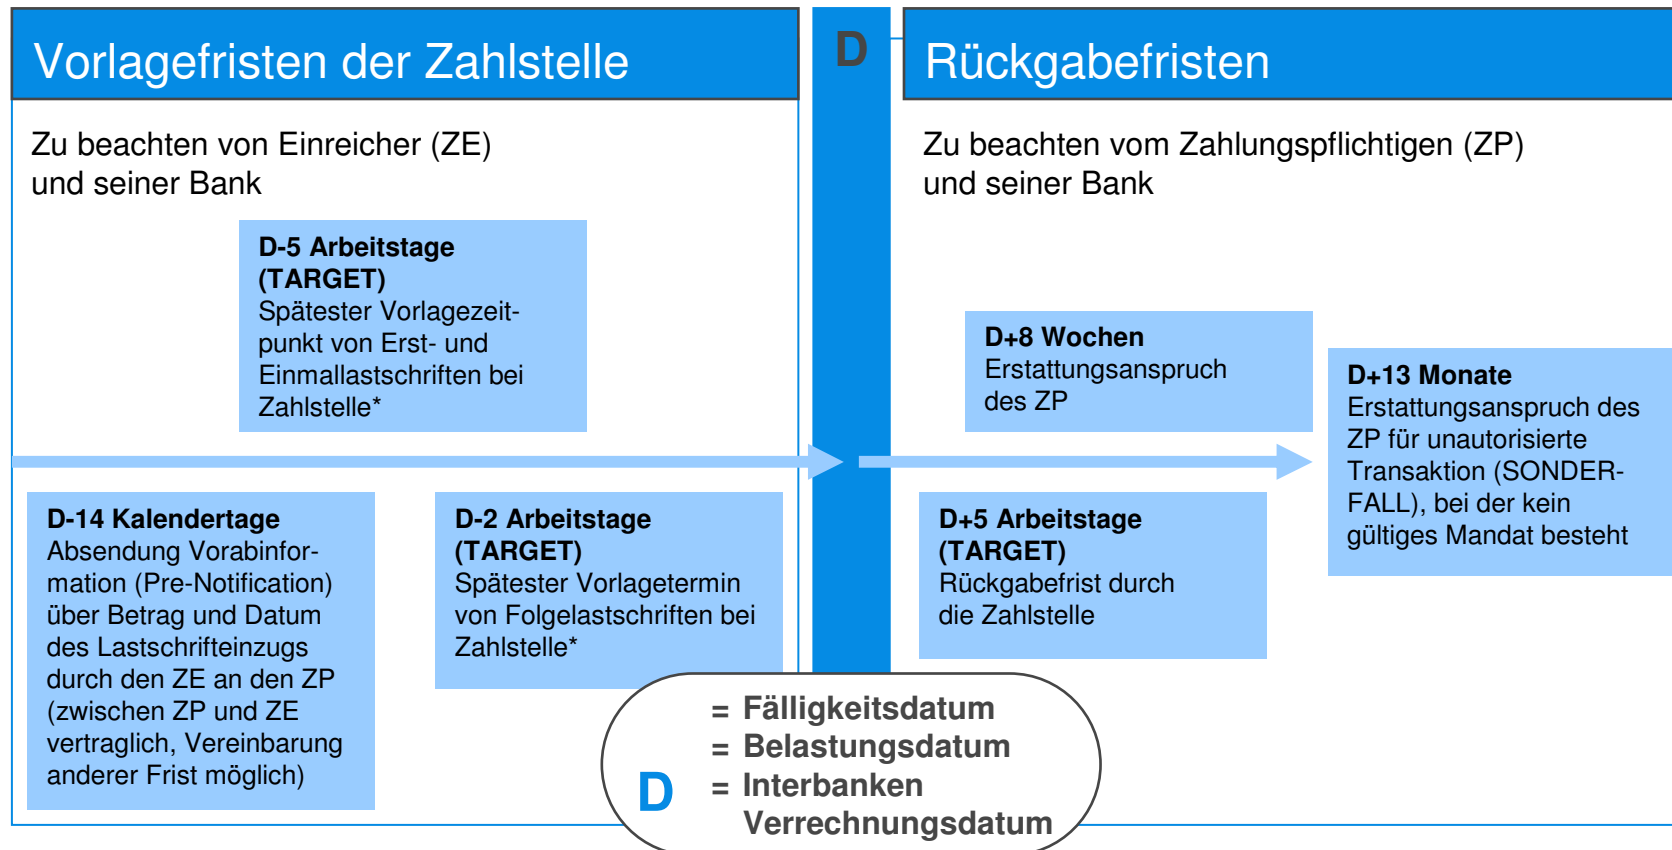 Vorlagefristen der Zahlstelle
Zu beachten von Einreicher (ZE)
und seiner Bank
D-5 Arbeitstage
(TARGET)
Spätester Vorlagezeit-
punkt von Erst- und
Einmallastschriften bei
Zahlstelle*
D-14 Kalendertage
Absendung Vorabinfor-
mation (Pre-Notification)
über Betrag und Datum
des Lastschrifteinzugs
durch den ZE an den ZP
(zwischen ZP und ZE
vertraglich, Vereinbarung
anderer Frist möglich)
D-2 Arbeitstage
(TARGET)
Spätester Vorlagetermin
von Folgelastschriften bei
Zahlstelle*
D
Rückgabefristen
Zu beachten vom Zahlungspflichtigen (ZP)
und seiner Bank
D+8 Wochen
Erstattungsanspruch
des ZP
D+13 Monate
Erstattungsanspruch des
ZP für unautorisierte
Transaktion (SONDER-
FALL), bei der kein
gültiges Mandat besteht
D+5 Arbeitstage
(TARGET)
Rückgabefrist durch
die Zahlstelle
D
= Fälligkeitsdatum
= Belastungsdatum
= Interbanken
Verrechnungsdatum